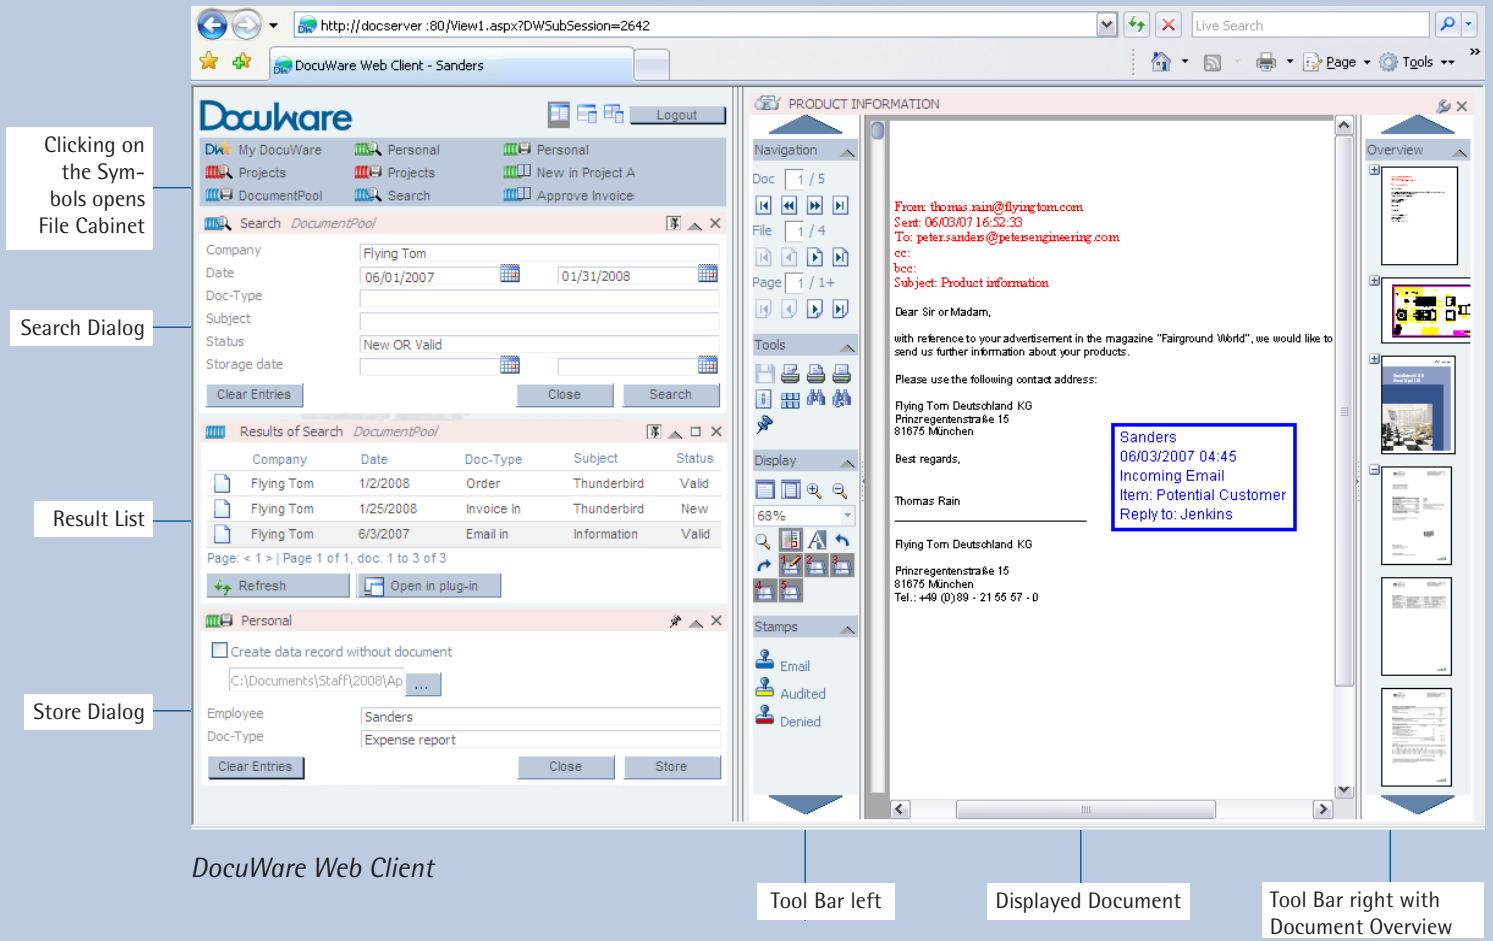 http://docserver :80/View1.aspx?DWSubSession=2642
Live Search
DocuWare Web Client - Sanders
Page
Tools
Clicking on
the Sym-
bols opens
File Cabinet
Search Dialog
Result List
Store Dialog
DocuWare
Logout
My DocuWare Personal Personal
Projects Projects New in Project A
DocumentPool Search Approve Invoice
Search DocumentPool
Company Flying Tom
Date 06/01/2007 01/31/2008
Doc-Type
Subject
Status New OR Valid
Storage date
Clear Entries Close Search
Results of Search DocumentPool
Company Date Doc-Type Subject Status
Flying Tom 1/2/2008 Order Thunderbird Valid
Flying Tom 1/25/2008 Invoice In Thunderbird New
Flying Tom 6/3/2007 Email in Information Valid
Page: < 1 > | Page 1 of 1, doc. 1 to 3 of 3
Refresh Open in plug-in
Personal
Create data record without document
C:\Documents\Staff\2008\Ap ...
Employee Sanders
Doc-Type Expense report
Clear Entries Close Store
PRODUCT INFORMATION
Navigation
Doc 1 / 5
File 1 / 4
Page 1 / 1+
Tools
Display
68%
1 2 3
4 5
Stamps
Email
Audited
Denied
From: thomas.rain@flyingtom.com
Sent: 06/03/07 16:52:33
To: peter.sanders@petersengineering.com
cc:
bcc:
Subject: Product information
Dear Sir or Madam,
with reference to your advertisement in the magazine "Fairground World", we would like to
send us further information about your products.
Please use the following contact address:
Flying Tom Deutschland KG
Prinzregentenstraße 15
81675 München
Best regards,
Thomas Rain
Flying Tom Deutschland KG
Prinzregentenstraße 15
81675 München
Tel.: +49 (0)89 - 21 55 57 - 0
Sanders
06/03/2007 04:45
Incoming Email
Item: Potential Customer
Reply to: Jenkins
Overview
DocuWare Web Client
Tool Bar left
Displayed Document
Tool Bar right with
Document Overview